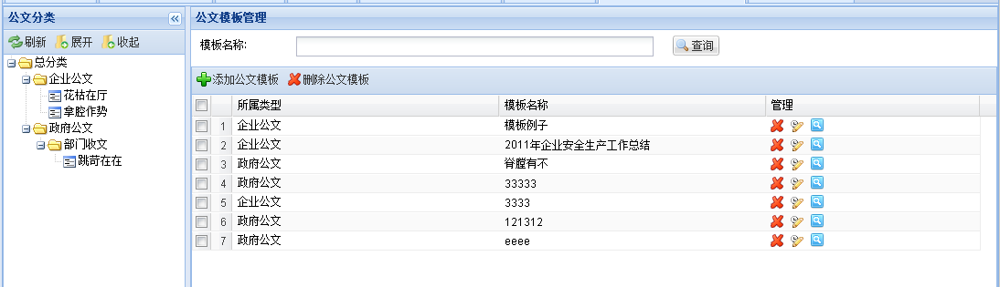 公文分类
刷新 展开 收起
总分类
企业公文
花枯在厅
拿腔作势
政府公文
部门收文
跳苛在在
公文模板管理
模板名称: 查询
添加公文模板 删除公文模板
所属类型 模板名称 管理
1 企业公文 模板例子
2 企业公文 2011年企业安全生产工作总结
3 政府公文 脊膛有不
4 政府公文 33333
5 企业公文 3333
6 政府公文 121312
7 政府公文 eeee